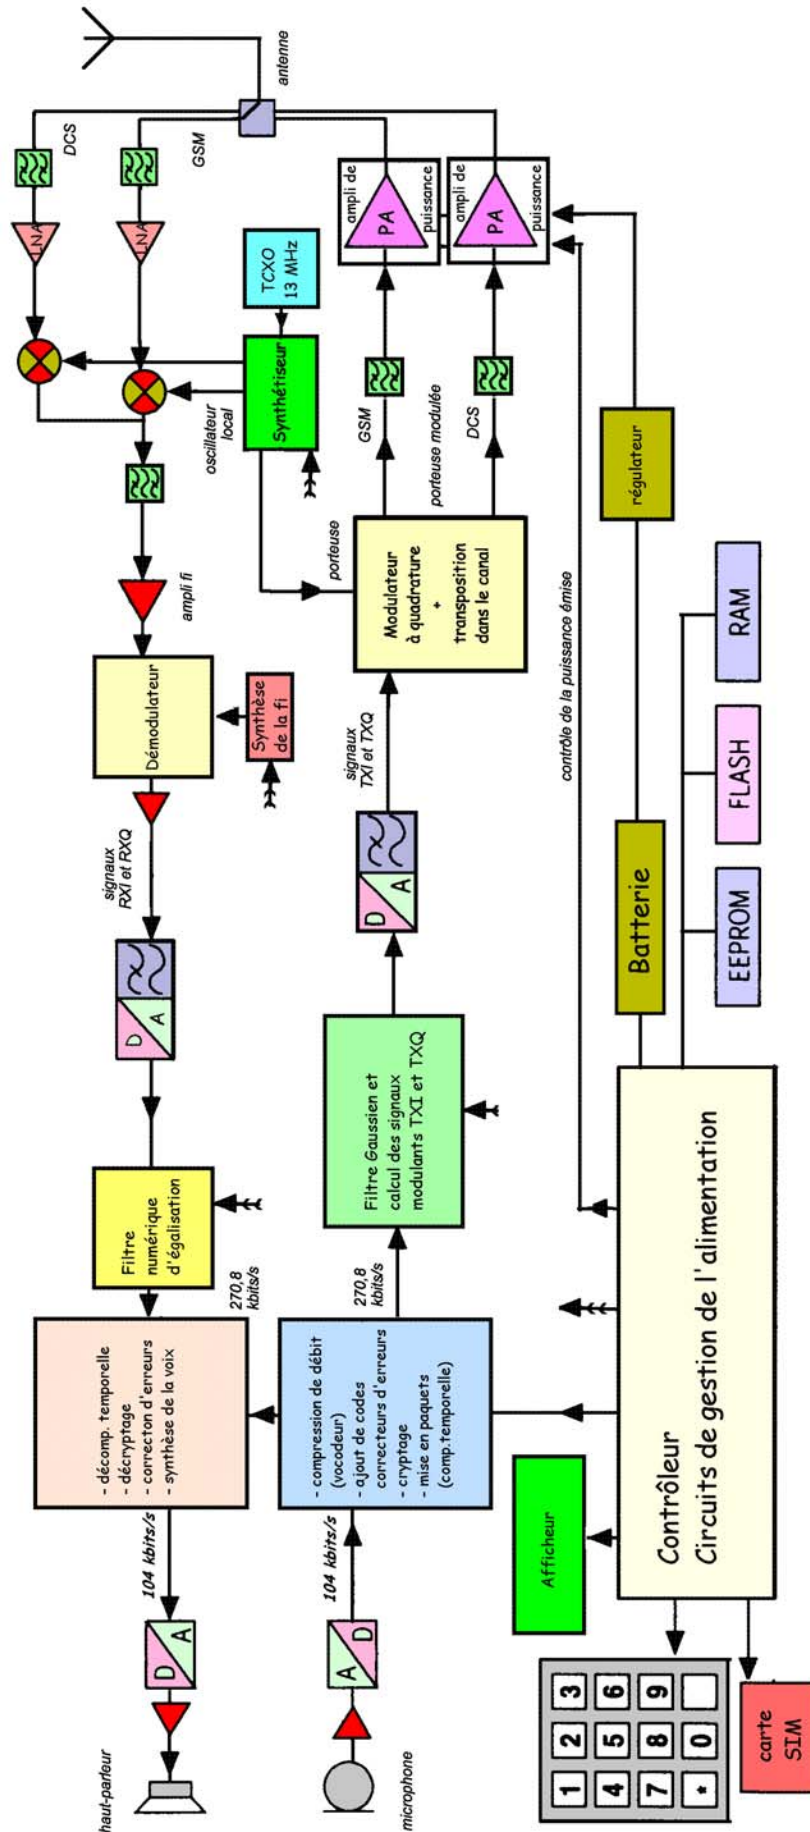 antenne
DCS
GSM
LNA
LNA
TCXO
13 MHz
Synthétiseur
oscillateur
local
ampli de
puissance
PA
ampli de
puissance
PA
GSM
porteuse modulée
DCS
porteuse
Modulateur
à quadrature
+
transposition
dans le canal
ampli fi
Démodulateur
Synthèse
de la fi
signaux
RXI et RXQ
signaux
TXI et TXQ
D
A
D
A
Filtre
numérique
d'égalisation
Filtre Gaussien et
calcul des signaux
modulants TXI et TXQ
270,8
kbits/s
270,8
kbits/s
- décomp. temporelle
- décryptage
- correcton d'erreurs
- synthèse de la voix
- compression de débit
(vocodeur)
- ajout de codes
correcteurs d'erreurs
- cryptage
- mise en paquets
(comp.temporelle)
104 kbits/s
104 kbits/s
D
A
A
D
haut-parleur
microphone
contrôle de la puissance émise
régulateur
Batterie
RAM
FLASH
EEPROM
Contrôleur
Circuits de gestion de l'alimentation
Afficheur
1 2 3
4 5 6
7 8 9
* 0
carte
SIM